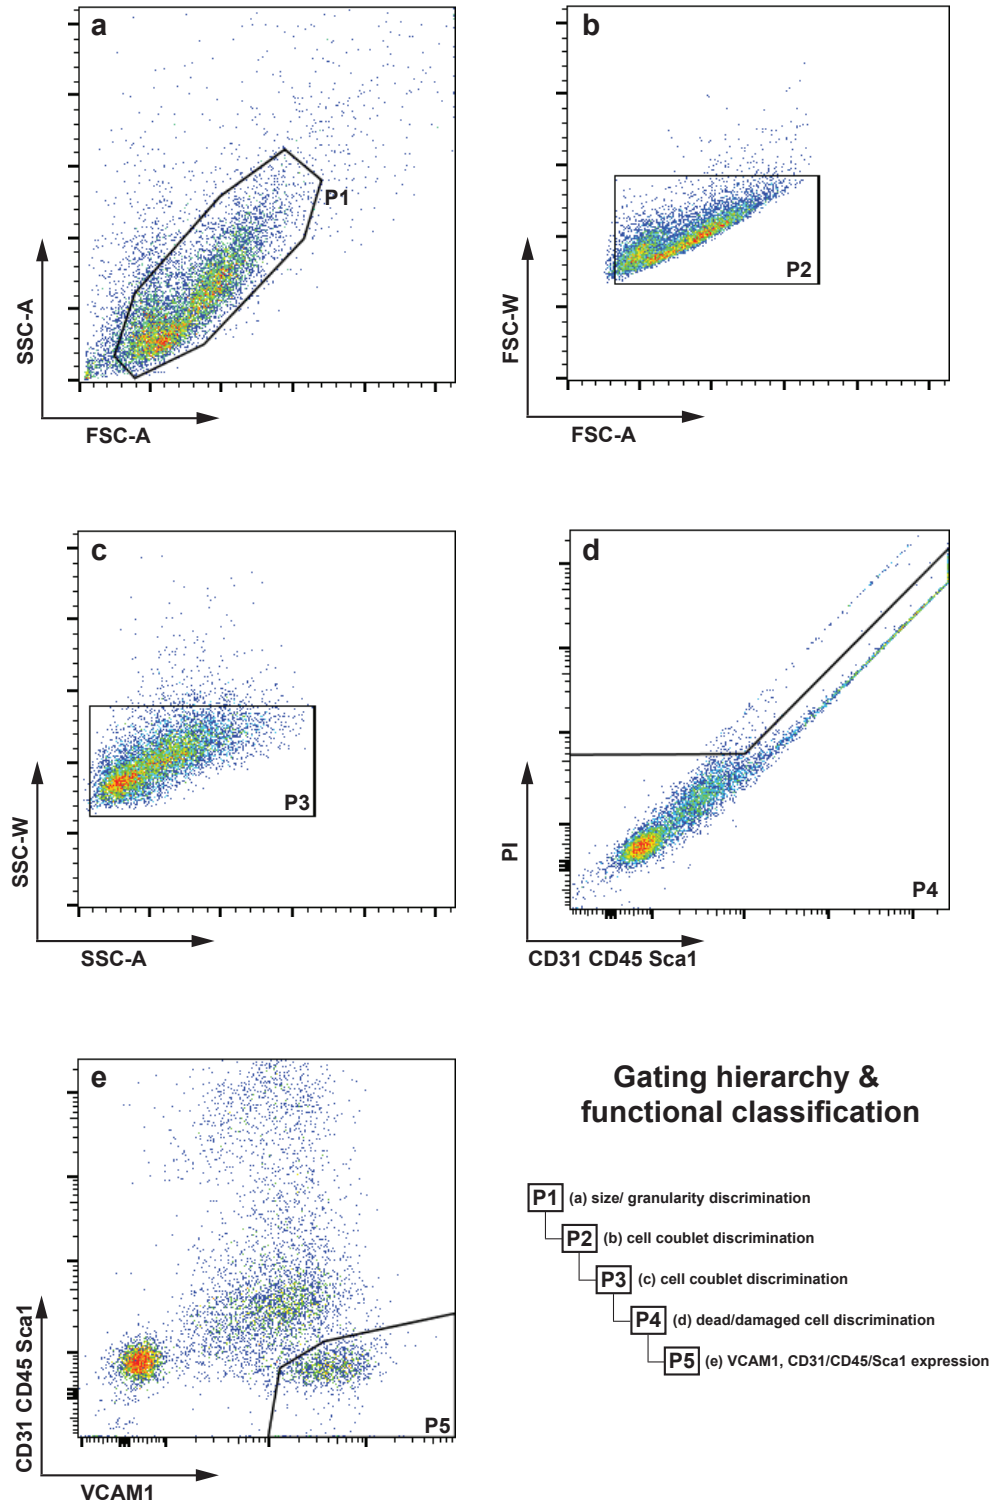 a
P1
SSC-A
FSC-A
b
P2
FSC-W
FSC-A
c
P3
SSC-W
SSC-A
d
P4
PI
CD31 CD45 Sca1
e
P5
CD31 CD45 Sca1
VCAM1
Gating hierarchy &
functional classification
P1 (a) size/ granularity discrimination
P2 (b) cell coublet discrimination
P3 (c) cell coublet discrimination
P4 (d) dead/damaged cell discrimination
P5 (e) VCAM1, CD31/CD45/Sca1 expression